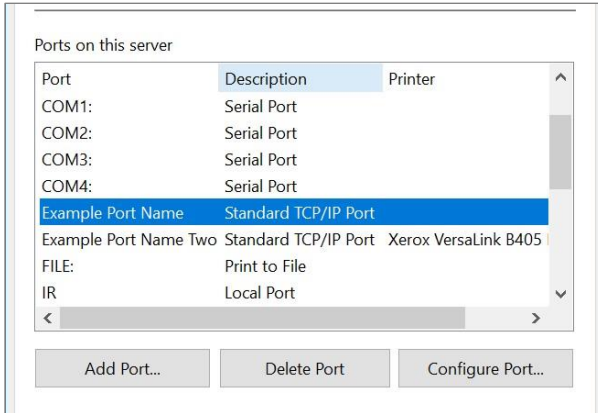 Ports on this server
Port Description Printer
COM1: Serial Port
COM2: Serial Port
COM3: Serial Port
COM4: Serial Port
Example Port Name Standard TCP/IP Port
Example Port Name Two Standard TCP/IP Port Xerox VersaLink B405
FILE: Print to File
IR Local Port
Add Port... Delete Port Configure Port...